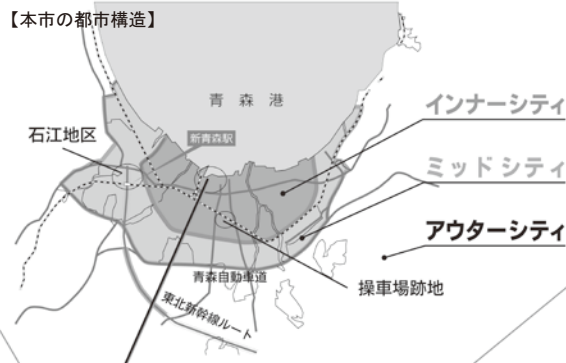 【本市の都市構造】
青森港
インナーシティ
石江地区
新青森駅
ミッドシティ
アウターシティ
青森自動車道
操車場跡地
東北新幹線ルート